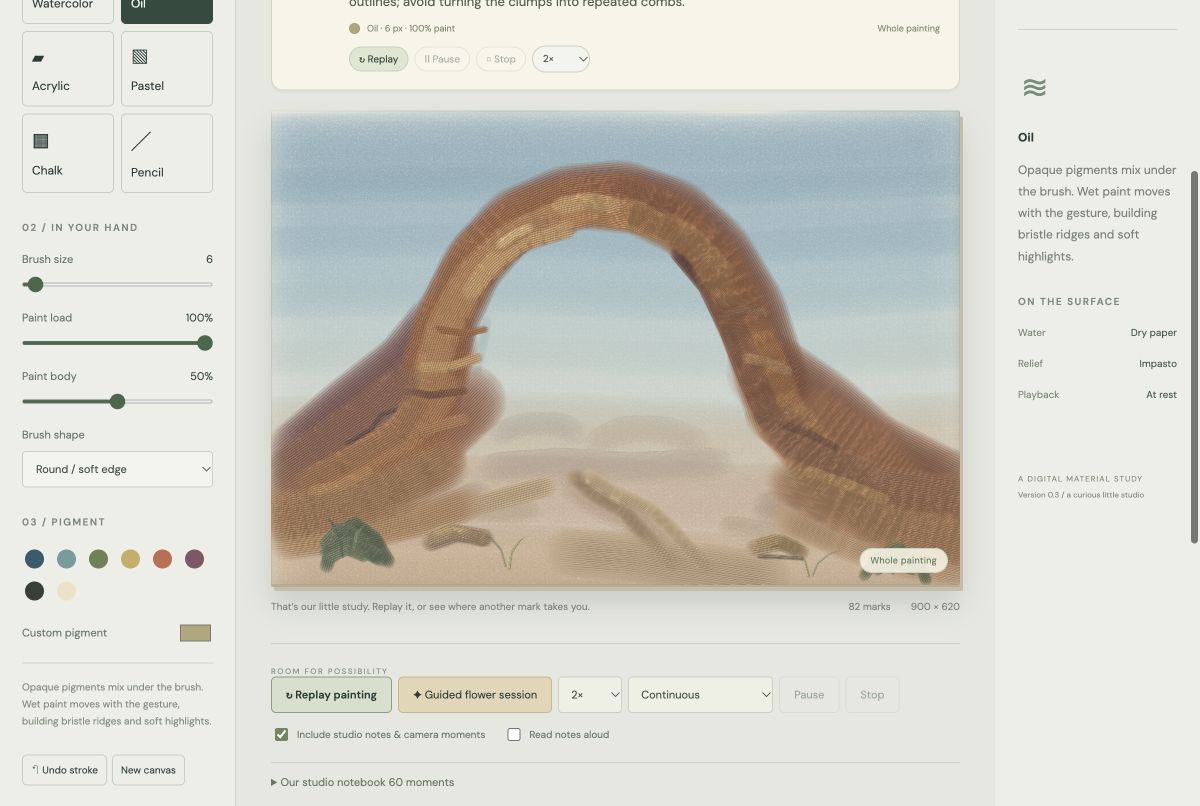 Watercolor
Oil
Acrylic
Pastel
Chalk
Pencil
02 / IN YOUR HAND
Brush size 6
Paint load 100%
Paint body 50%
Brush shape
Round / soft edge
03 / PIGMENT
Custom pigment
Opaque pigments mix under the brush.
Wet paint moves with the gesture,
building bristle ridges and soft highlights.
Undo stroke
New canvas
outlines; avoid turning the clumps into repeated combs.
Oil · 6 px · 100% paint
Whole painting
↻ Replay
II Pause
Stop
2×
Whole painting
That's our little study. Replay it, or see where another mark takes you.
82 marks
900 × 620
ROOM FOR POSSIBILITY
↻ Replay painting
✦ Guided flower session
2×
Continuous
Pause
Stop
Include studio notes & camera moments
Read notes aloud
▶ Our studio notebook 60 moments
Oil
Opaque pigments mix under
the brush. Wet paint moves
with the gesture, building
bristle ridges and soft
highlights.
ON THE SURFACE
Water Dry paper
Relief Impasto
Playback At rest
A DIGITAL MATERIAL STUDY
Version 0.3 / a curious little studio